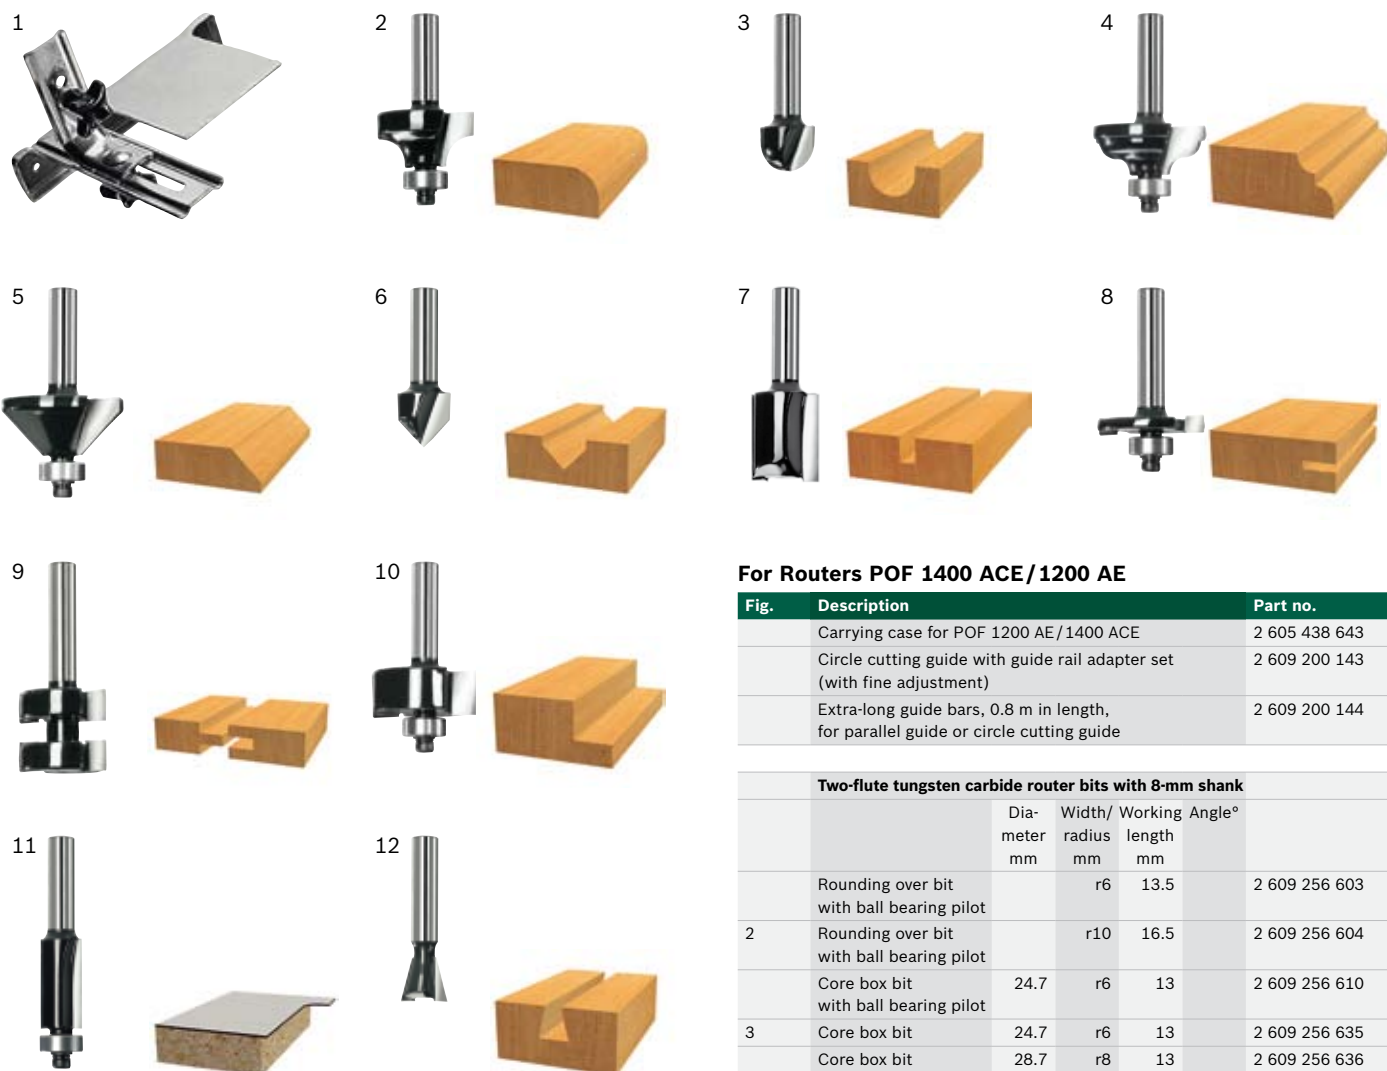 1
2
3
4
5
6
7
8
9
10
For Routers POF 1400 ACE/1200 AE
Fig. Description Part no.
Carrying case for POF 1200 AE/1400 ACE 2 605 438 643
Circle cutting guide with guide rail adapter set 2 609 200 143
(with fine adjustment)
Extra-long guide bars, 0.8 m in length, 2 609 200 144
for parallel guide or circle cutting guide
Two-flute tungsten carbide router bits with 8-mm shank
Dia- Width/ Working Angle°
meter radius length
mm mm mm
11
12
Rounding over bit r6 13.5 2 609 256 603
with ball bearing pilot
2 Rounding over bit r10 16.5 2 609 256 604
with ball bearing pilot
Core box bit 24.7 r6 13 2 609 256 610
with ball bearing pilot
3 Core box bit 24.7 r6 13 2 609 256 635
Core box bit 28.7 r8 13 2 609 256 636